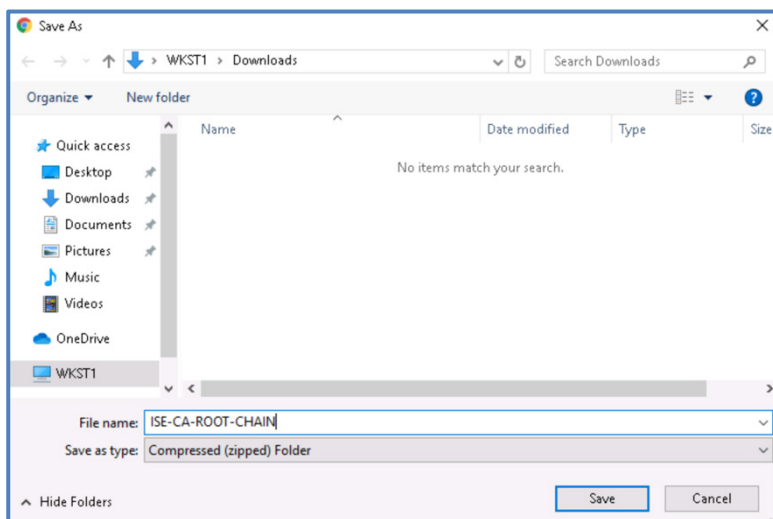 Save As
WKST1 > Downloads
Search Downloads
Organize
New folder
Name
Date modified
Type
Size
No items match your search.
Quick access
Desktop
Downloads
Documents
Pictures
Music
Videos
OneDrive
WKST1
File name: ISE-CA-ROOT-CHAIN
Save as type: Compressed (zipped) Folder
Hide Folders
Save
Cancel